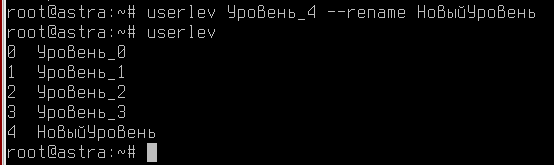 root@astra:~# userlev Уровень_4 --rename НовыйУровень
root@astra:~# userlev
0 Уровень_0
1 Уровень_1
2 Уровень_2
3 Уровень_3
4 НовыйУровень
root@astra:~#